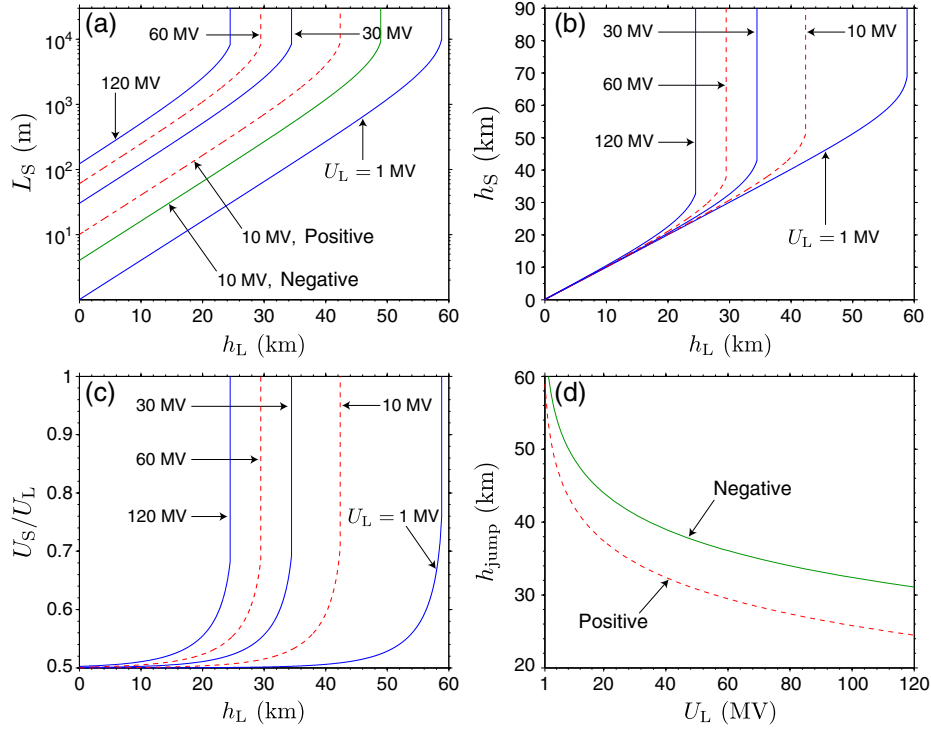 (a)
60 MV
30 MV
120 MV
U_L = 1 MV
10 MV, Positive
10 MV, Negative
10^4
10^3
10^2
10^1
L_S (m)
0 10 20 30 40 50 60
h_L (km)
(b)
30 MV
10 MV
60 MV
120 MV
U_L = 1 MV
90
80
70
60
50
40
30
20
10
0
h_S (km)
0 10 20 30 40 50 60
h_L (km)
(c)
30 MV
10 MV
60 MV
120 MV
U_L = 1 MV
1
0.9
0.8
0.7
0.6
0.5
U_S/U_L
0 10 20 30 40 50 60
h_L (km)
(d)
Negative
Positive
60
50
40
30
20
h_jump (km)
1 20 40 60 80 100 120
U_L (MV)